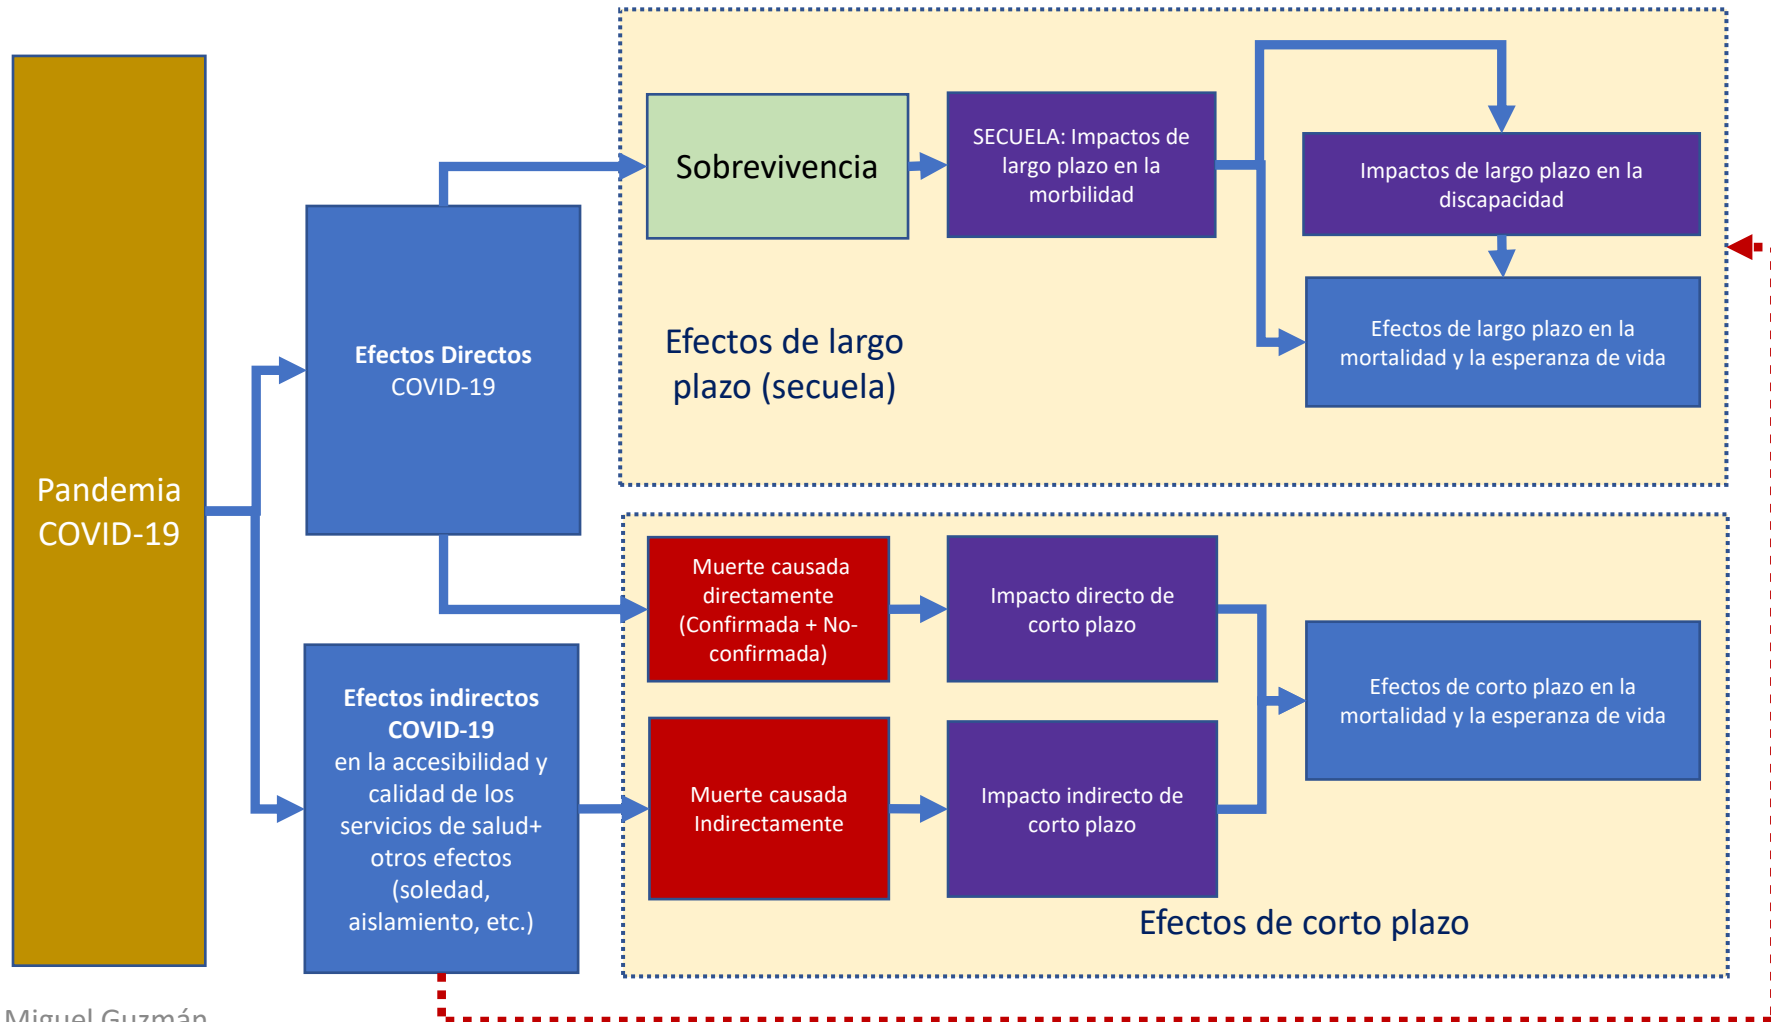 Pandemia
COVID-19
Efectos Directos
COVID-19
Efectos indirectos
COVID-19
en la accesibilidad y
calidad de los
servicios de salud+
otros efectos
(soledad,
aislamiento, etc.)
Sobrevivencia
SECUELA: Impactos de
largo plazo en la
morbilidad
Impactos de largo plazo en la
discapacidad
Efectos de largo plazo en la
mortalidad y la esperanza de vida
Efectos de largo
plazo (secuela)
Muerte causada
directamente
(Confirmada + No-
confirmada)
Impacto directo de
corto plazo
Muerte causada
Indirectamente
Impacto indirecto de
corto plazo
Efectos de corto plazo en la
mortalidad y la esperanza de vida
Efectos de corto plazo
Miguel Guzmán